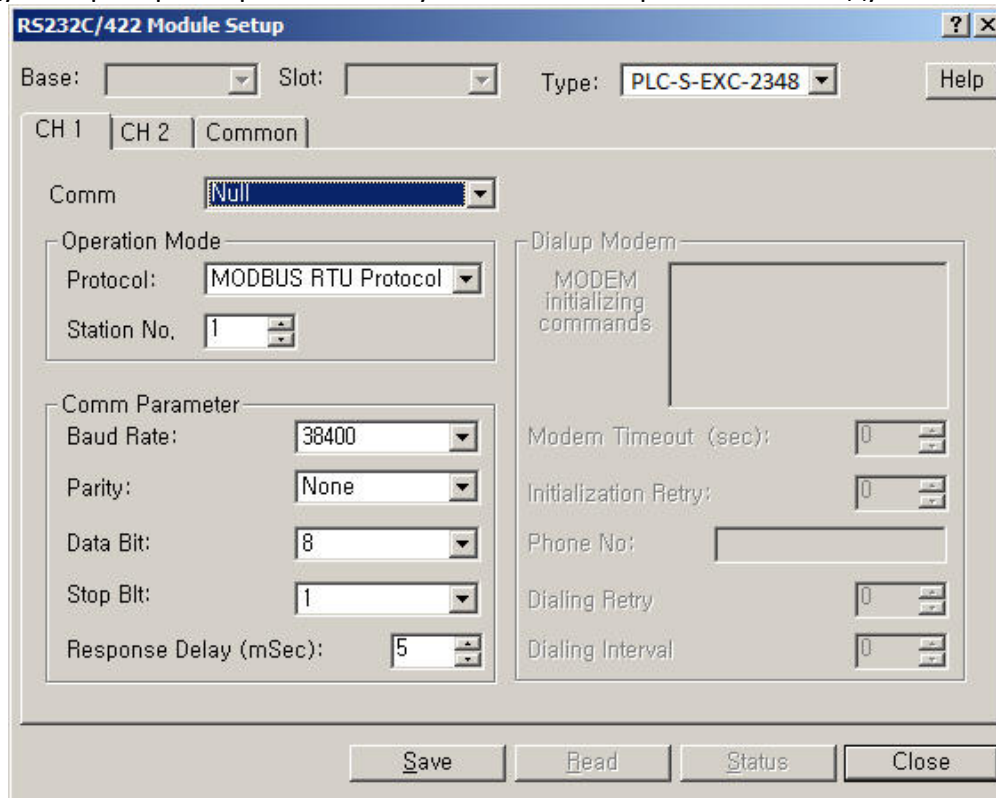 RS232C/422 Module Setup
Base: Slot: Type: PLC-S-EXC-2348 Help
CH 1 CH 2 Common
Comm Null
Operation Mode
Protocol: MODBUS RTU Protocol
Station No, 1
Comm Parameter
Baud Rate: 38400
Parity: None
Data Bit: 8
Stop Blt: 1
Response Delay (mSec): 5
Dialup Modem
MODEM
initializing
commands
Modem Timeout (sec): 0
Initialization Retry: 0
Phone No:
Dialing Retry 0
Dialing Interval 0
Save Read Status Close